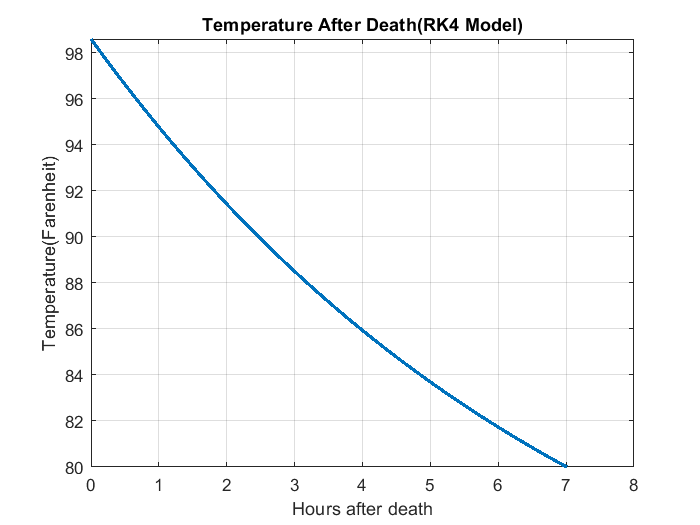 Temperature After Death(RK4 Model)
Temperature(Farenheit)
98
96
94
92
90
88
86
84
82
80
0 1 2 3 4 5 6 7 8
Hours after death